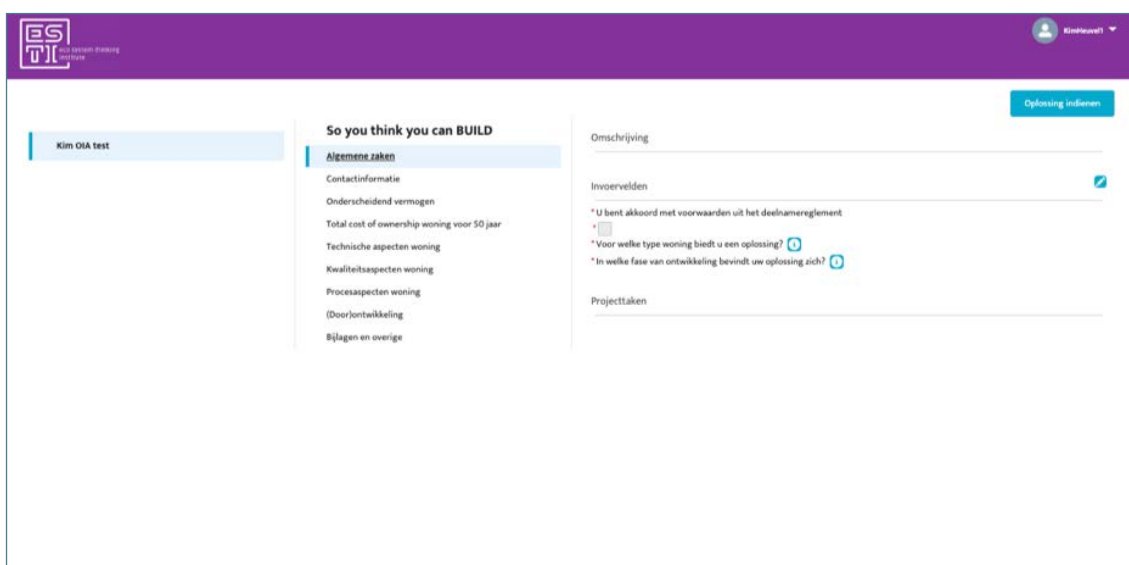 ES
TI
eco system thinking
institute
KimHeuvel1
Oplossing indienen
Kim OIA test
So you think you can BUILD
Algemene zaken
Contactinformatie
Onderscheidend vermogen
Total cost of ownership woning voor 50 jaar
Technische aspecten woning
Kwaliteitsaspecten woning
Procesaspecten woning
(Door)ontwikkeling
Bijlagen en overige
Omschrijving
Invoervelden
* U bent akkoord met voorwaarden uit het deelnamereglement
*
* Voor welke type woning biedt u een oplossing? i
* In welke fase van ontwikkeling bevindt uw oplossing zich? i
Projecttaken